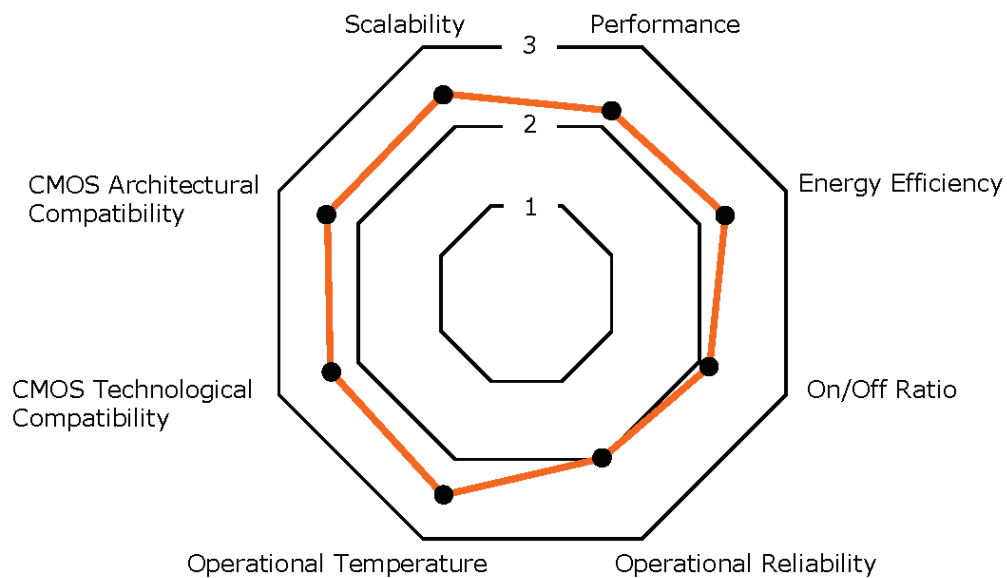 Scalability
Performance
3
2
CMOS Architectural
Compatibility
Energy Efficiency
1
CMOS Technological
Compatibility
On/Off Ratio
Operational Temperature
Operational Reliability